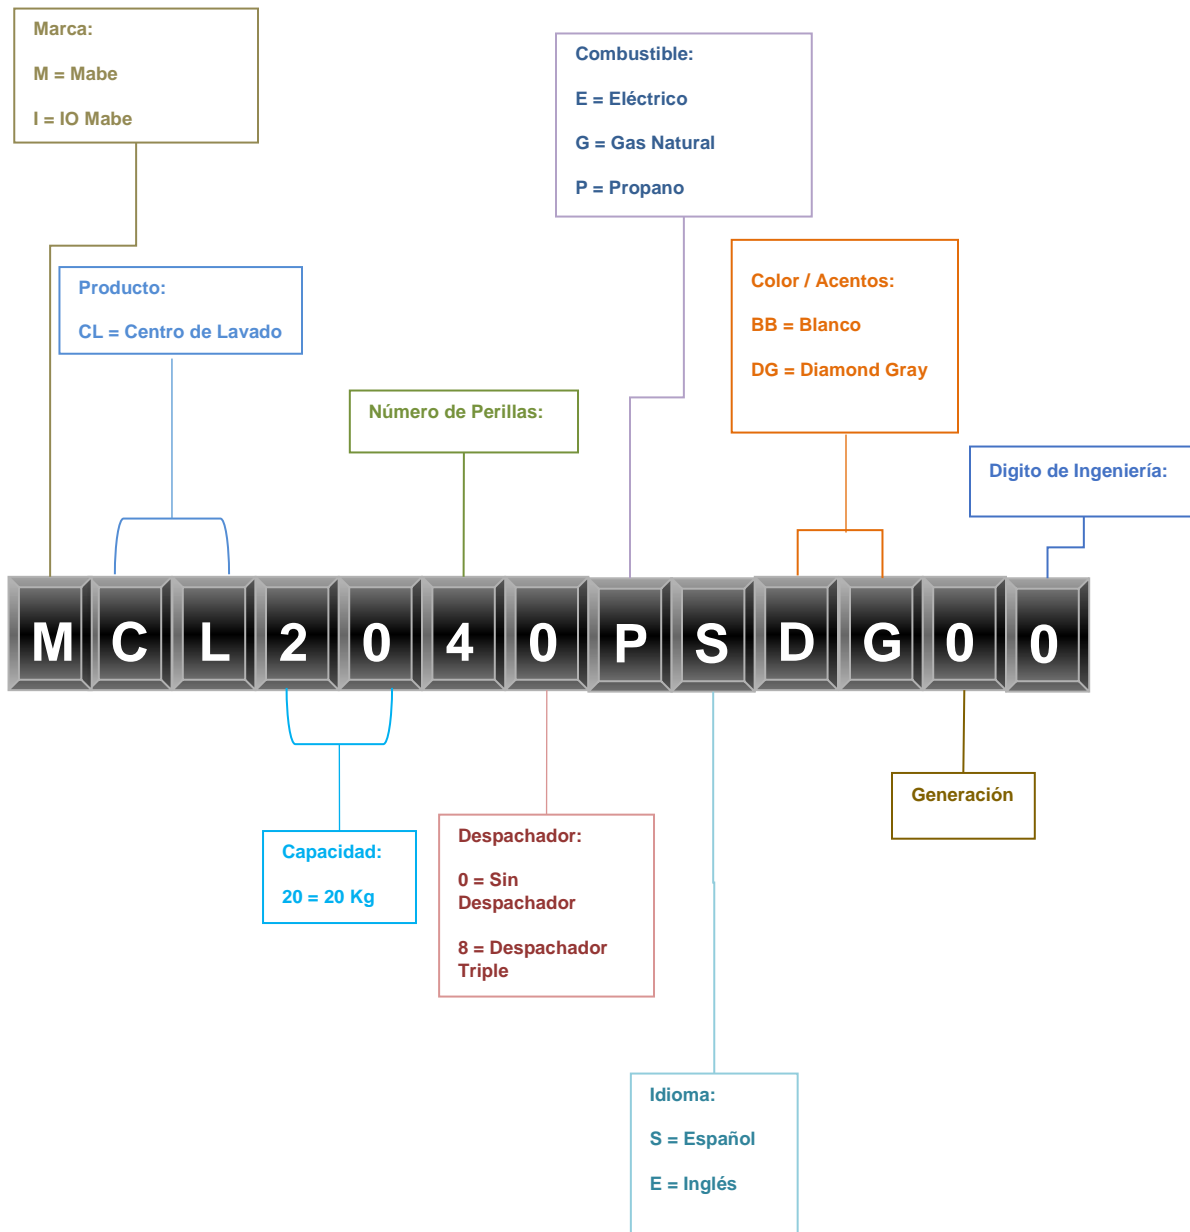 Marca:
M = Mabe
I = IO Mabe
Combustible:
E = Eléctrico
G = Gas Natural
P = Propano
Producto:
CL = Centro de Lavado
Color / Acentos:
BB = Blanco
DG = Diamond Gray
Número de Perillas:
Digito de Ingeniería:
M C L 2 0 4 0 P S D G 0 0
Generación
Capacidad:
20 = 20 Kg
Despachador:
0 = Sin
Despachador
8 = Despachador
Triple
Idioma:
S = Español
E = Inglés